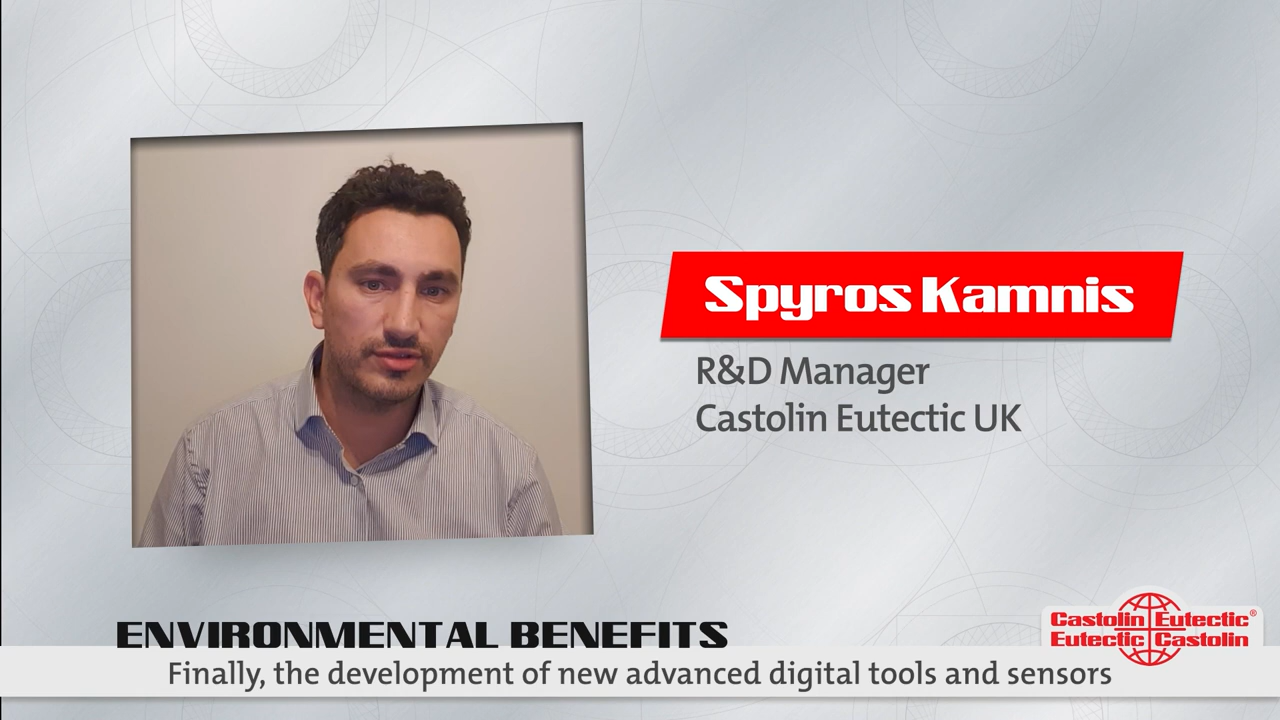 Spyros Kamnis
R&D Manager
Castolin Eutectic UK
ENVIRONMENTAL BENEFITS
Castolin Eutectic®
Eutectic Castolin
Finally, the development of new advanced digital tools and sensors